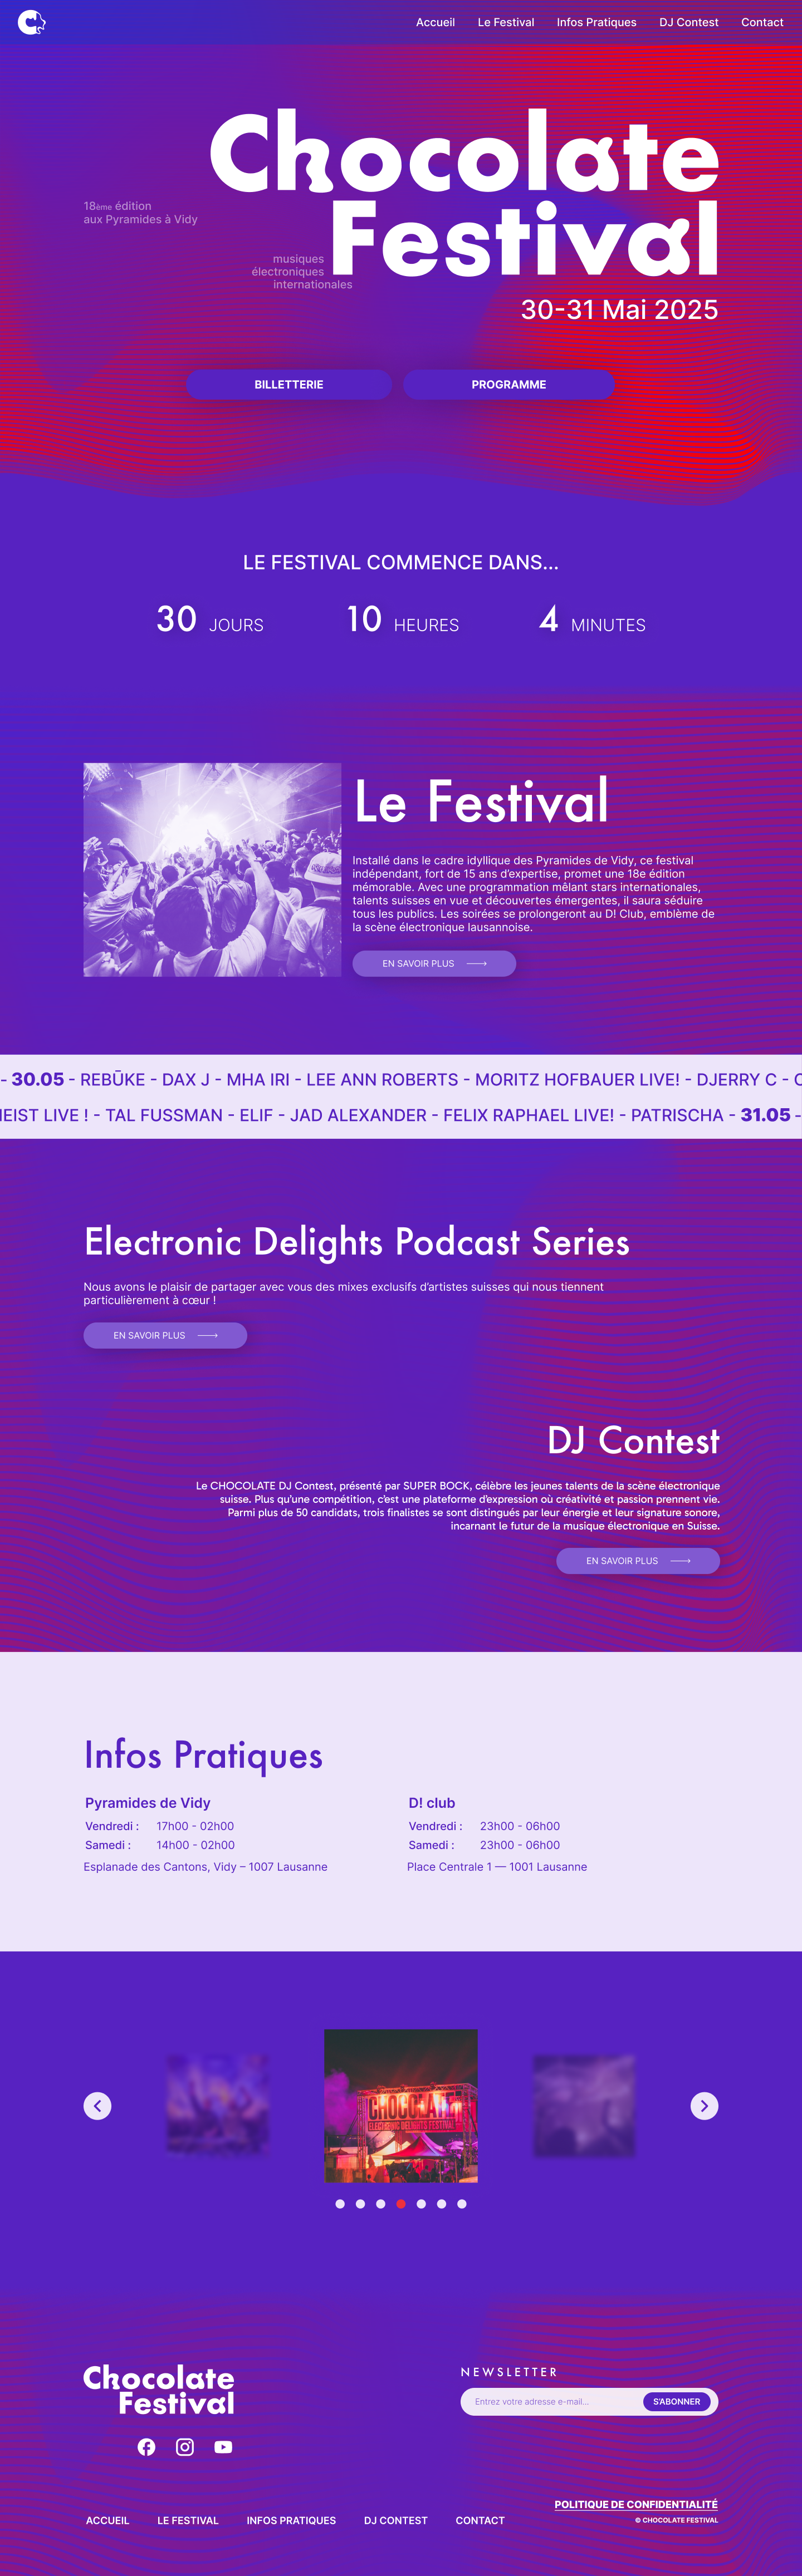 Accueil Le Festival Infos Pratiques DJ Contest Contact
Chocolate
Festival
18ème édition
aux Pyramides à Vidy
musiques
électroniques
internationales
30-31 Mai 2025
BILLETTERIE PROGRAMME
LE FESTIVAL COMMENCE DANS...
30 JOURS 10 HEURES 4 MINUTES
Le Festival
Installé dans le cadre idyllique des Pyramides de Vidy, ce festival
indépendant, fort de 15 ans d'expertise, promet une 18e édition
mémorable. Avec une programmation mêlant stars internationales,
talents suisses en vue et découvertes émergentes, il saura séduire
tous les publics. Les soirées se prolongeront au D! Club, emblème de
la scène électronique lausannoise.
EN SAVOIR PLUS
- 30.05 - REBŪKE - DAX J - MHA IRI - LEE ANN ROBERTS - MORITZ HOFBAUER LIVE! - DJERRY C -
EIST LIVE ! - TAL FUSSMAN - ELIF - JAD ALEXANDER - FELIX RAPHAEL LIVE! - PATRISCHA - 31.05 -
Electronic Delights Podcast Series
Nous avons le plaisir de partager avec vous des mixes exclusifs d'artistes suisses qui nous tiennent
particulièrement à cœur !
EN SAVOIR PLUS
DJ Contest
Le CHOCOLATE DJ Contest, présenté par SUPER BOCK, célèbre les jeunes talents de la scène électronique
suisse. Plus qu'une compétition, c'est une plateforme d'expression où créativité et passion prennent vie.
Parmi plus de 50 candidats, trois finalistes se sont distingués par leur énergie et leur signature sonore,
incarnant le futur de la musique électronique en Suisse.
EN SAVOIR PLUS
Infos Pratiques
Pyramides de Vidy
Vendredi : 17h00 - 02h00
Samedi : 14h00 - 02h00
Esplanade des Cantons, Vidy – 1007 Lausanne
D! club
Vendredi : 23h00 - 06h00
Samedi : 23h00 - 06h00
Place Centrale 1 — 1001 Lausanne
CHOCOLATE
ELECTRONIC DELIGHTS FESTIVAL
Chocolate
Festival
NEWSLETTER
Entrez votre adresse e-mail... S'ABONNER
ACCUEIL LE FESTIVAL INFOS PRATIQUES DJ CONTEST CONTACT
POLITIQUE DE CONFIDENTIALITÉ
© CHOCOLATE FESTIVAL